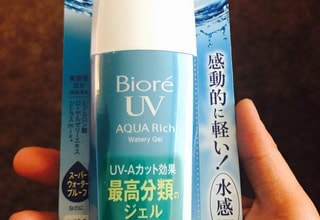 Bioré
UV
AQUA Rich
Watery Gel
UV-Aカット効果
最高分類の
ジェル
感動的に軽い!
水感
スーパー
ウォーター
プルーフ